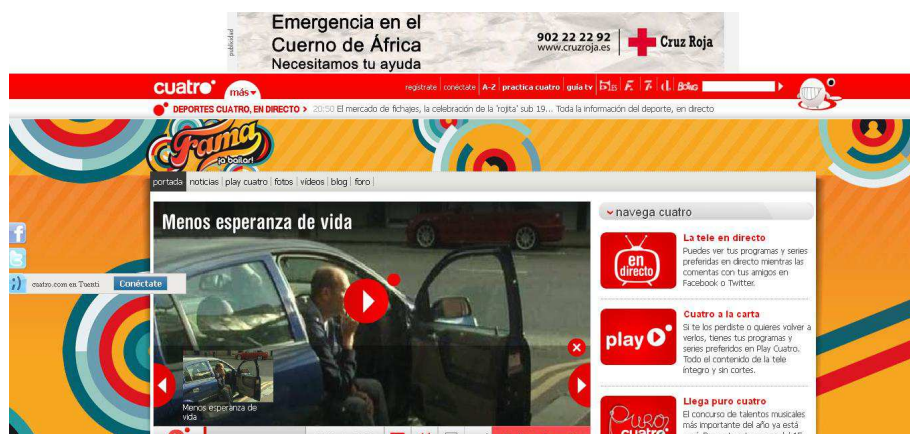 publicidad
Emergencia en el
Cuerno de África
Necesitamos tu ayuda
902 22 22 92
www.cruzroja.es
Cruz Roja
cuatro
más
regístrate | conéctate | A-Z | practica cuatro | guía tv
DEPORTES CUATRO, EN DIRECTO > 20:50 El mercado de fichajes, la celebración de la 'rojita' sub 19... Toda la información del deporte, en directo
Fama
¡a bailar!
portada | noticias | play cuatro | fotos | vídeos | blog | foro |
Menos esperanza de vida
cuatro.com en Tuenti
Conéctate
Menos esperanza de
vida
navega cuatro
en
directo
La tele en directo
Puedes ver tus programas y series
preferidas en directo mientras las
comentas con tus amigos en
Facebook o Twitter.
play
Cuatro a la carta
Si te los perdiste o quieres volver a
verlos, tienes tus programas y
series preferidos en Play Cuatro.
Todo el contenido de la tele
íntegro y sin cortes.
Puro
cuatro
Llega puro cuatro
El concurso de talentos musicales
más importante del año ya está